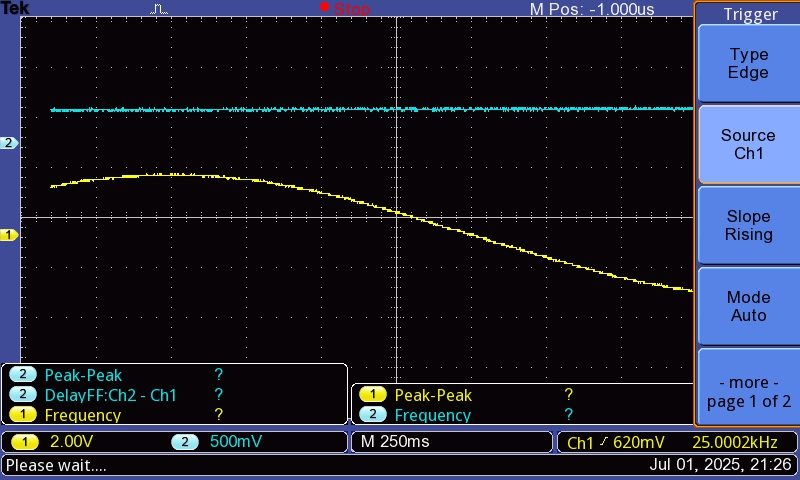 Tek
Stop
M Pos: -1.000us
Trigger
Type
Edge
Source
Ch1
Slope
Rising
Mode
Auto
- more -
page 1 of 2
2
1
2 Peak-Peak ?
2 DelayFF:Ch2 - Ch1 ?
1 Frequency ?
1 Peak-Peak ?
2 Frequency ?
1 2.00V 2 500mV
M 250ms
Ch1 620mV 25.0002kHz
Please wait....
Jul 01, 2025, 21:26